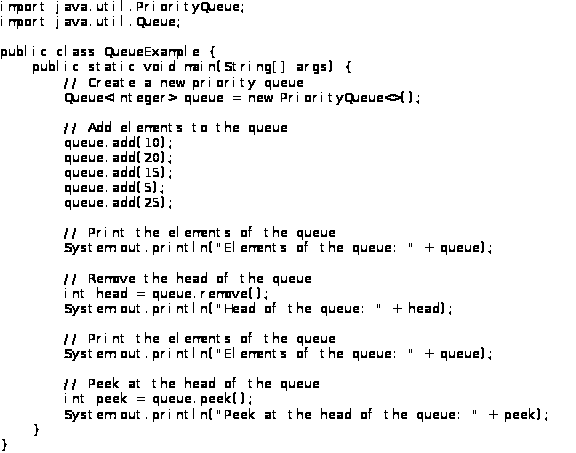 import java.util.PriorityQueue;
import java.util.Queue;

public class QueueExample {
    public static void main(String[] args) {
        // Create a new priority queue
        Queue<Integer> queue = new PriorityQueue<>();

        // Add elements to the queue
        queue.add(10);
        queue.add(20);
        queue.add(15);
        queue.add(5);
        queue.add(25);

        // Print the elements of the queue
        System.out.println("Elements of the queue: " + queue);

        // Remove the head of the queue
        int head = queue.remove();
        System.out.println("Head of the queue: " + head);

        // Print the elements of the queue
        System.out.println("Elements of the queue: " + queue);

        // Peek at the head of the queue
        int peek = queue.peek();
        System.out.println("Peek at the head of the queue: " + peek);
    }
}